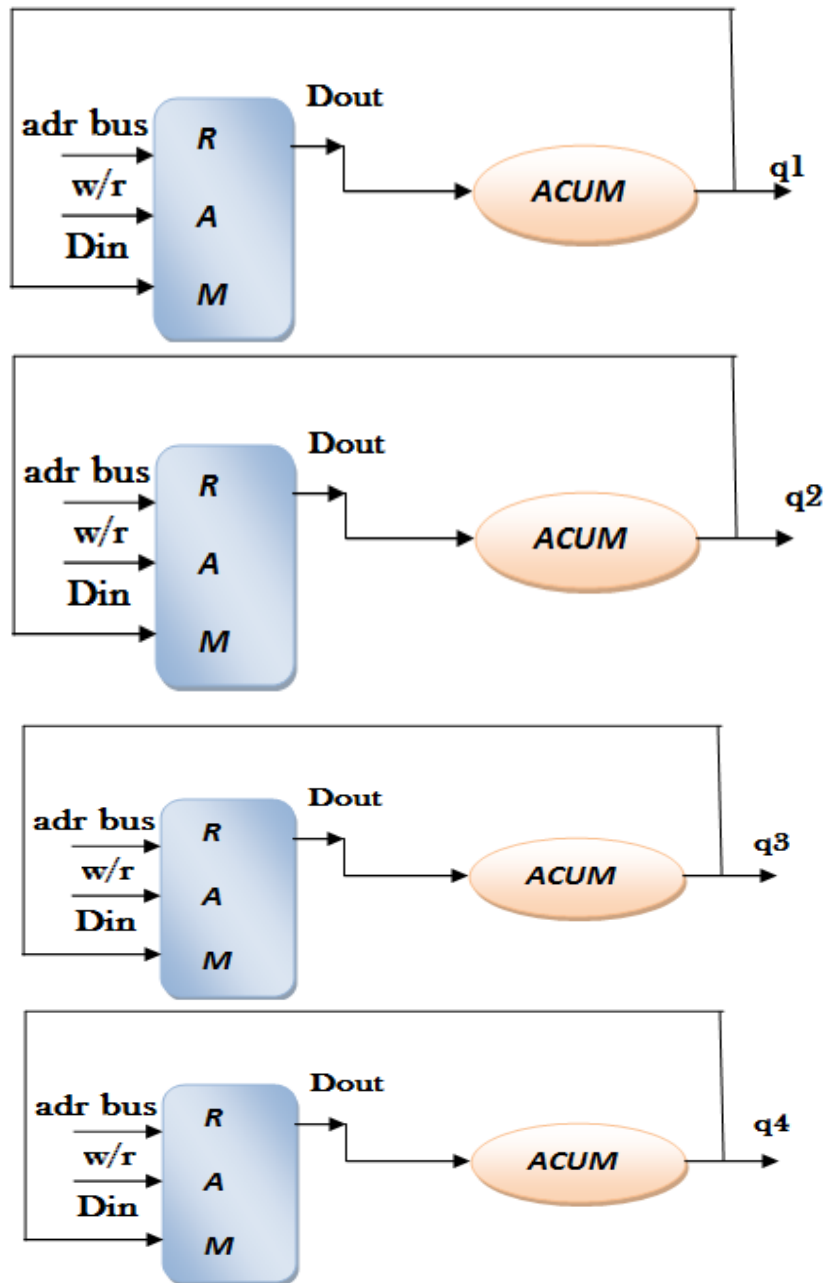 Dout
adr bus
R
w/r
A
ACUM
q1
Din
M
Dout
adr bus
R
w/r
A
ACUM
q2
Din
M
Dout
adr bus
R
w/r
A
ACUM
q3
Din
M
Dout
adr bus
R
w/r
A
ACUM
q4
Din
M